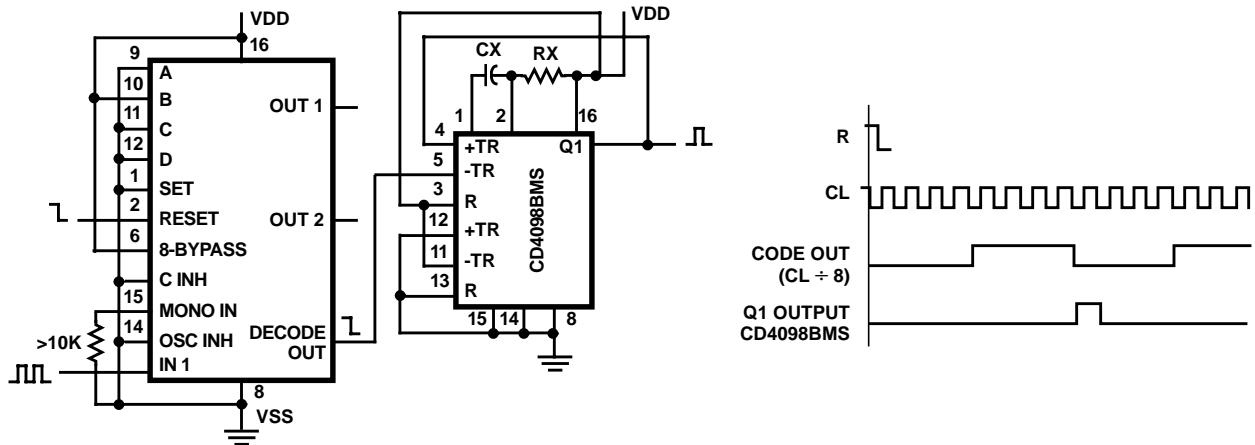 VDD
16
9
A
10
B
11
C
12
D
1
SET
2
RESET
6
8-BYPASS
C INH
15
MONO IN
14
OSC INH
>10K
IN 1
OUT 1
OUT 2
DECODE
OUT
8
VSS
VDD
CX
RX
1
2
16
4
+TR
Q1
5
-TR
3
R
12
+TR
11
-TR
13
R
CD4098BMS
15
14
8
R
CL
CODE OUT
(CL ÷ 8)
Q1 OUTPUT
CD4098BMS